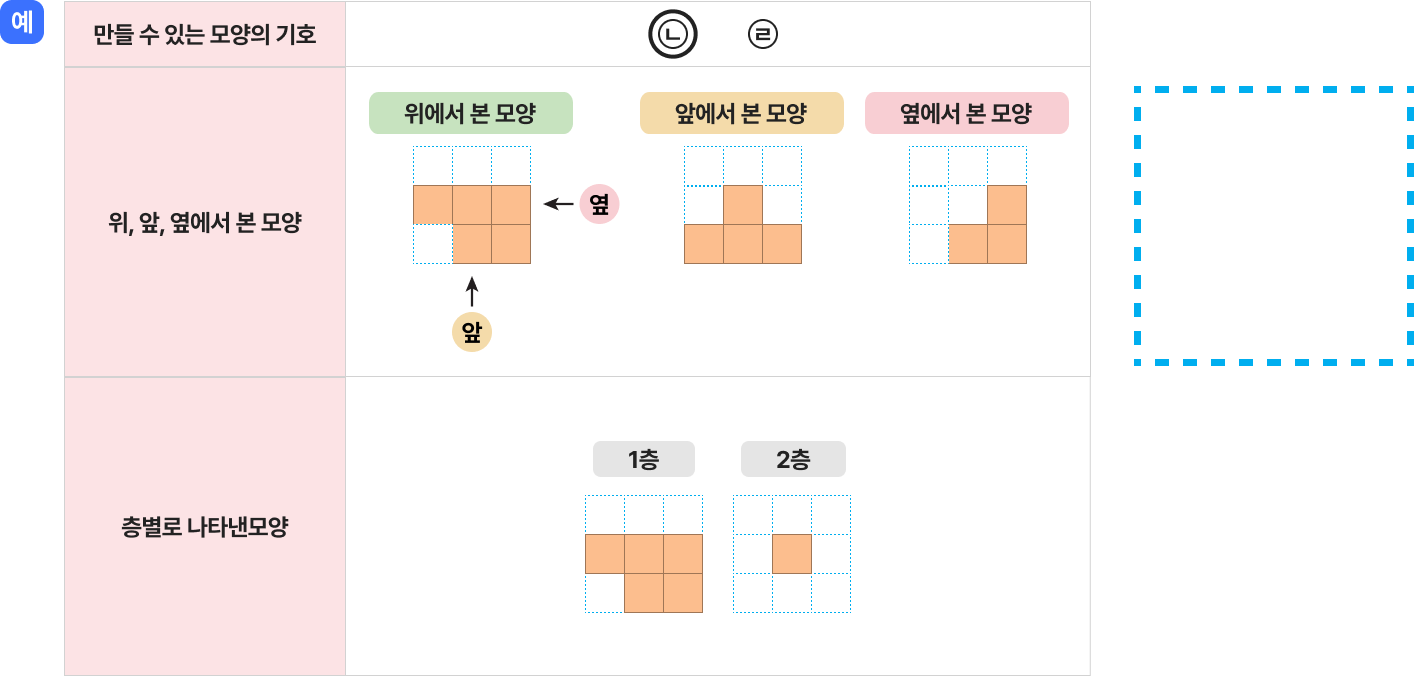 예
만들 수 있는 모양의 기호
㉡ ㉣
위, 앞, 옆에서 본 모양
위에서 본 모양
앞에서 본 모양
옆에서 본 모양
옆
앞
층별로 나타낸모양
1층
2층